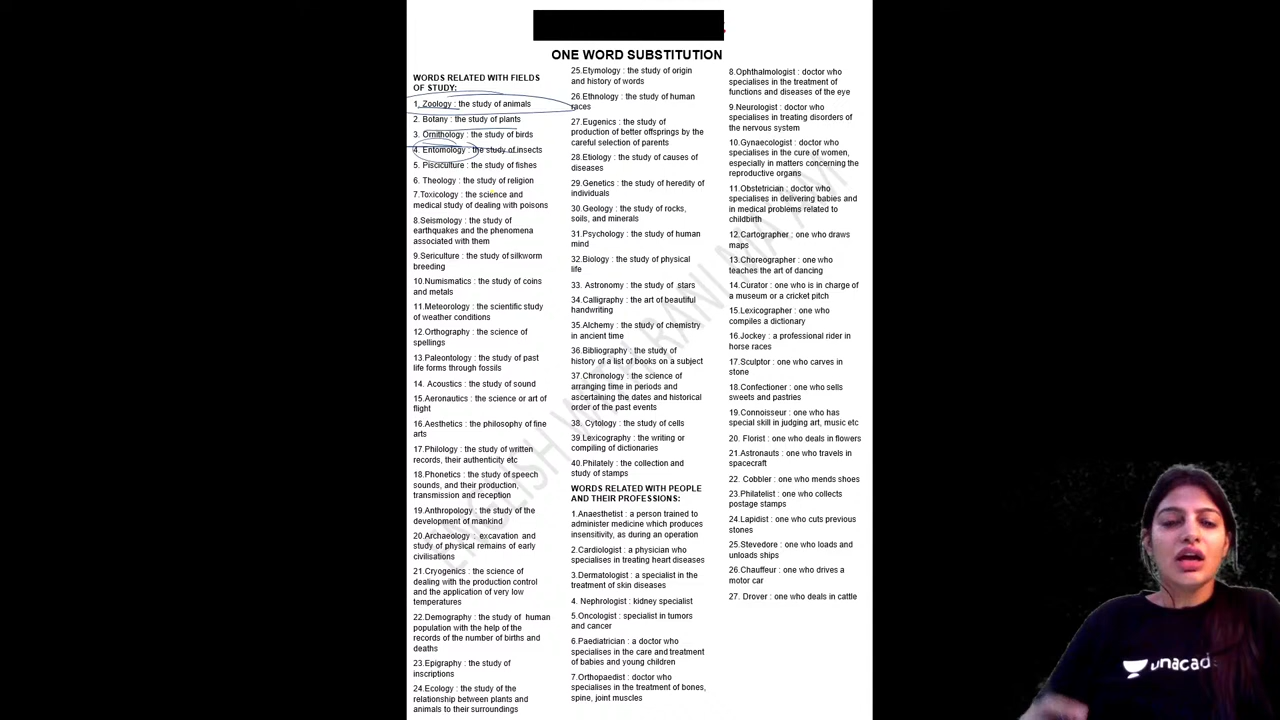 ONE WORD SUBSTITUTION
WORDS RELATED WITH FIELDS
OF STUDY:
1. Zoology : the study of animals
2. Botany : the study of plants
3. Ornithology : the study of birds
4. Entomology : the study of insects
5. Pisciculture : the study of fishes
6. Theology : the study of religion
7.Toxicology : the science and
medical study of dealing with poisons
8.Seismology : the study of
earthquakes and the phenomena
associated with them
9.Sericulture : the study of silkworm
breeding
10.Numismatics : the study of coins
and metals
11.Meteorology : the scientific study
of weather conditions
12.Orthography : the science of
spellings
13.Paleontology : the study of past
life forms through fossils
14. Acoustics : the study of sound
15.Aeronautics : the science or art of
flight
16.Aesthetics : the philosophy of fine
arts
17.Philology : the study of written
records, their authenticity etc
18.Phonetics : the study of speech
sounds, and their production,
transmission and reception
19.Anthropology : the study of the
development of mankind
20.Archaeology : excavation and
study of physical remains of early
civilisations
21.Cryogenics : the science of
dealing with the production control
and the application of very low
temperatures
22.Demography : the study of human
population with the help of the
records of the number of births and
deaths
23.Epigraphy : the study of
inscriptions
24.Ecology : the study of the
relationship between plants and
animals to their surroundings
25.Etymology : the study of origin
and history of words
26.Ethnology : the study of human
races
27.Eugenics : the study of
production of better offsprings by the
careful selection of parents
28.Etiology : the study of causes of
diseases
29.Genetics : the study of heredity of
individuals
30.Geology : the study of rocks,
soils, and minerals
31.Psychology : the study of human
mind
32.Biology : the study of physical
life
33. Astronomy : the study of stars
34.Calligraphy : the art of beautiful
handwriting
35.Alchemy : the study of chemistry
in ancient time
36.Bibliography : the study of
history of a list of books on a subject
37.Chronology : the science of
arranging time in periods and
ascertaining the dates and historical
order of the past events
38. Cytology : the study of cells
39.Lexicography : the writing or
compiling of dictionaries
40.Philately : the collection and
study of stamps
WORDS RELATED WITH PEOPLE
AND THEIR PROFESSIONS:
1.Anaesthetist : a person trained to
administer medicine which produces
insensitivity, as during an operation
2.Cardiologist : a physician who
specialises in treating heart diseases
3.Dermatologist : a specialist in the
treatment of skin diseases
4. Nephrologist : kidney specialist
5.Oncologist : specialist in tumors
and cancer
6.Paediatrician : a doctor who
specialises in the care and treatment
of babies and young children
7.Orthopaedist : doctor who
specialises in the treatment of bones,
spine, joint muscles
8.Ophthalmologist : doctor who
specialises in the treatment of
functions and diseases of the eye
9.Neurologist : doctor who
specialises in treating disorders of
the nervous system
10.Gynaecologist : doctor who
specialises in the cure of women,
especially in matters concerning the
reproductive organs
11.Obstetrician : doctor who
specialises in delivering babies and
in medical problems related to
childbirth
12.Cartographer : one who draws
maps
13.Choreographer : one who
teaches the art of dancing
14.Curator : one who is in charge of
a museum or a cricket pitch
15.Lexicographer : one who
compiles a dictionary
16.Jockey : a professional rider in
horse races
17.Sculptor : one who carves in
stone
18.Confectioner : one who sells
sweets and pastries
19.Connoisseur : one who has
special skill in judging art, music etc
20. Florist : one who deals in flowers
21.Astronauts : one who travels in
spacecraft
22. Cobbler : one who mends shoes
23.Philatelist : one who collects
postage stamps
24.Lapidist : one who cuts previous
stones
25.Stevedore : one who loads and
unloads ships
26.Chauffeur : one who drives a
motor car
27. Drover : one who deals in cattle
ENGLISH WITH RANI MA'AM
unacad